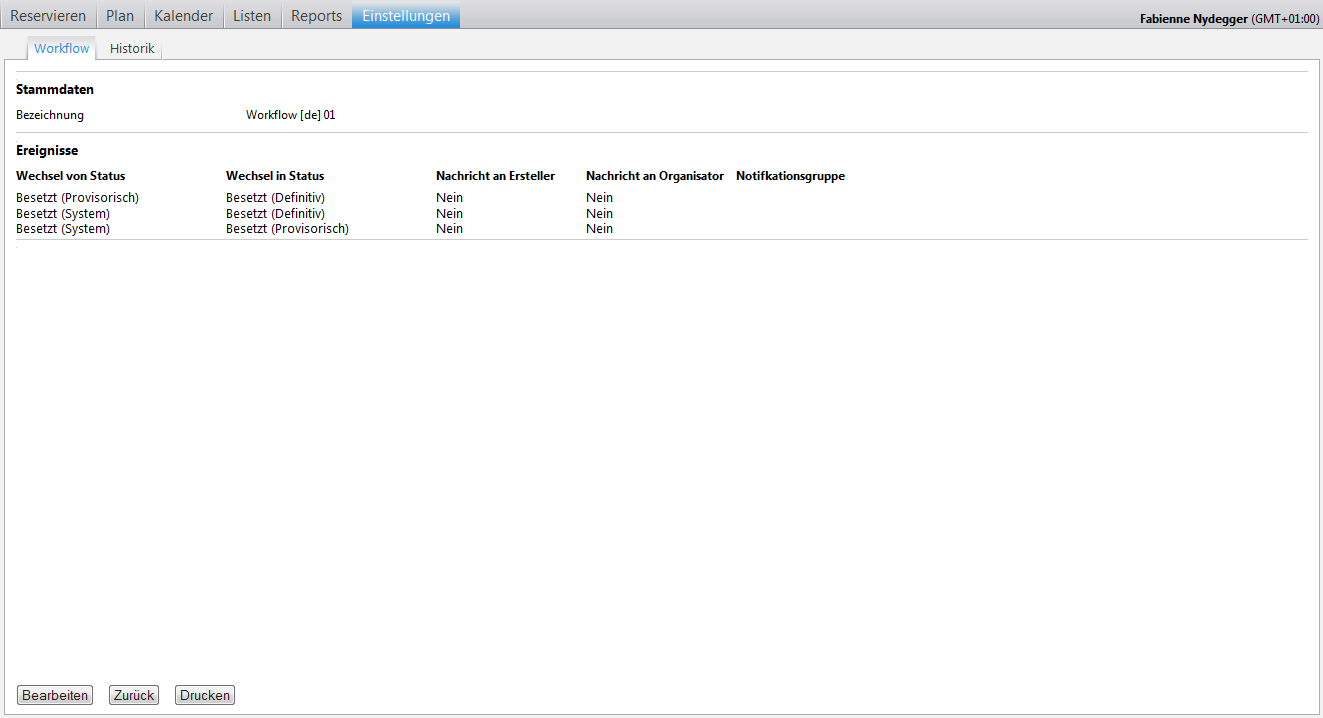 Reservieren Plan Kalender Listen Reports Einstellungen Fabienne Nydegger (GMT+01:00)
Workflow Historik
Stammdaten
Bezeichnung Workflow [de] 01
Ereignisse
Wechsel von Status Wechsel in Status Nachricht an Ersteller Nachricht an Organisator Notifkationsgruppe
Besetzt (Provisorisch) Besetzt (Definitiv) Nein Nein
Besetzt (System) Besetzt (Definitiv) Nein Nein
Besetzt (System) Besetzt (Provisorisch) Nein Nein
Bearbeiten Zurück Drucken